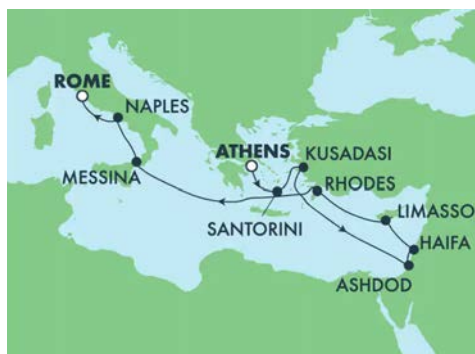 ROME
NAPLES
ATHENS
KUSADASI
MESSINA
RHODES
SANTORINI
LIMASSO
HAIFA
ASHDOD